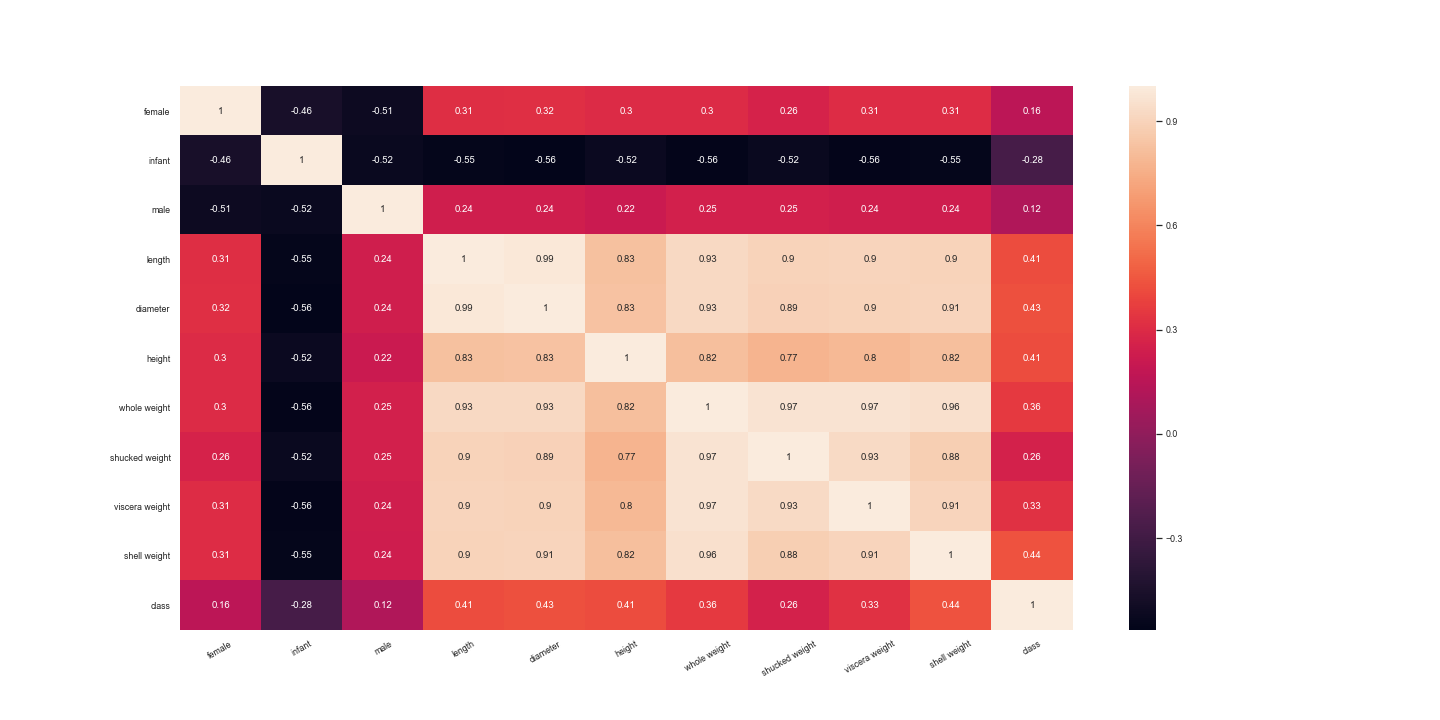 female 1 -0.46 -0.51 0.31 0.32 0.3 0.3 0.26 0.31 0.31 0.16
infant -0.46 1 -0.52 -0.55 -0.56 -0.52 -0.56 -0.52 -0.56 -0.55 -0.28
male -0.51 -0.52 1 0.24 0.24 0.22 0.25 0.25 0.24 0.24 0.12
length 0.31 -0.55 0.24 1 0.99 0.83 0.93 0.9 0.9 0.9 0.41
diameter 0.32 -0.56 0.24 0.99 1 0.83 0.93 0.89 0.9 0.91 0.43
height 0.3 -0.52 0.22 0.83 0.83 1 0.82 0.77 0.8 0.82 0.41
whole weight 0.3 -0.56 0.25 0.93 0.93 0.82 1 0.97 0.97 0.96 0.36
shucked weight 0.26 -0.52 0.25 0.9 0.89 0.77 0.97 1 0.93 0.88 0.26
viscera weight 0.31 -0.56 0.24 0.9 0.9 0.8 0.97 0.93 1 0.91 0.33
shell weight 0.31 -0.55 0.24 0.9 0.91 0.82 0.96 0.88 0.91 1 0.44
class 0.16 -0.28 0.12 0.41 0.43 0.41 0.36 0.26 0.33 0.44 1
female infant male length diameter height whole weight shucked weight viscera weight shell weight class
0.9
0.6
0.3
0.0
−0.3